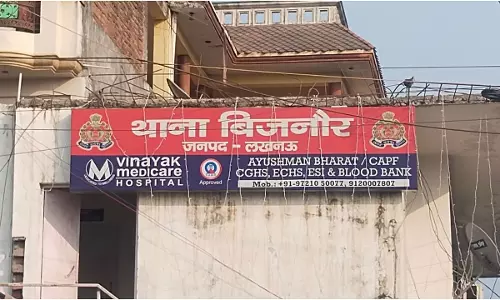 थाना बिजनौर
जनपद - लखनऊ
VINAYAK
MEDICARE
HOSPITAL
Approved
AYUSHMAN BHARAT / CAPF
CGHS, ECHS, ESI & BLOOD BANK
Mob.: +91-97210 50077, 9120007807